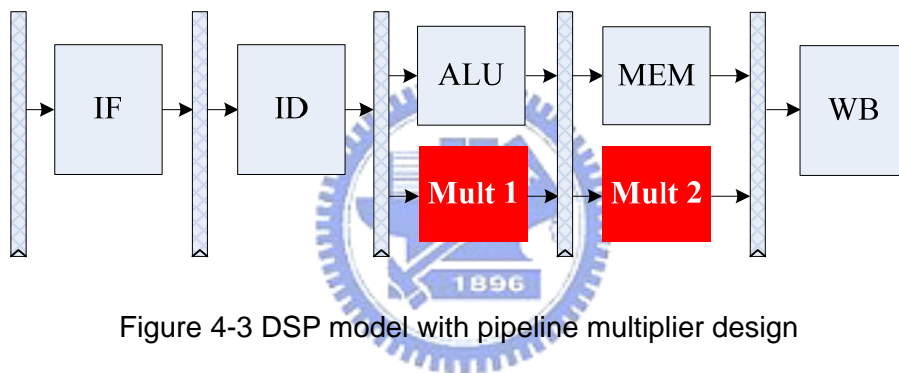 IF
ID
ALU
MEM
WB
Mult 1
Mult 2
1896
Figure 4-3 DSP model with pipeline multiplier design